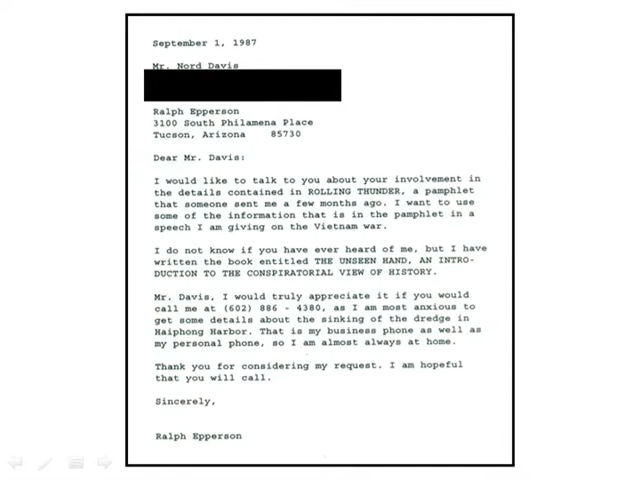 September 1, 1987
Mr. Nord Davis
Ralph Epperson
3100 South Philamena Place
Tucson, Arizona 85730
Dear Mr. Davis:
I would like to talk to you about your involvement in
the details contained in ROLLING THUNDER, a pamphlet
that someone sent me a few months ago. I want to use
some of the information that is in the pamphlet in a
speech I am giving on the Vietnam war.
I do not know if you have ever heard of me, but I have
written the book entitled THE UNSEEN HAND, AN INTRO-
DUCTION TO THE CONSPIRATORIAL VIEW OF HISTORY.
Mr. Davis, I would truly appreciate it if you would
call me at (602) 886 - 4380, as I am most anxious to
get some details about the sinking of the dredge in
Haiphong Harbor. That is my business phone as well as
my personal phone, so I am almost always at home.
Thank you for considering my request. I am hopeful
that you will call.
Sincerely,
Ralph Epperson